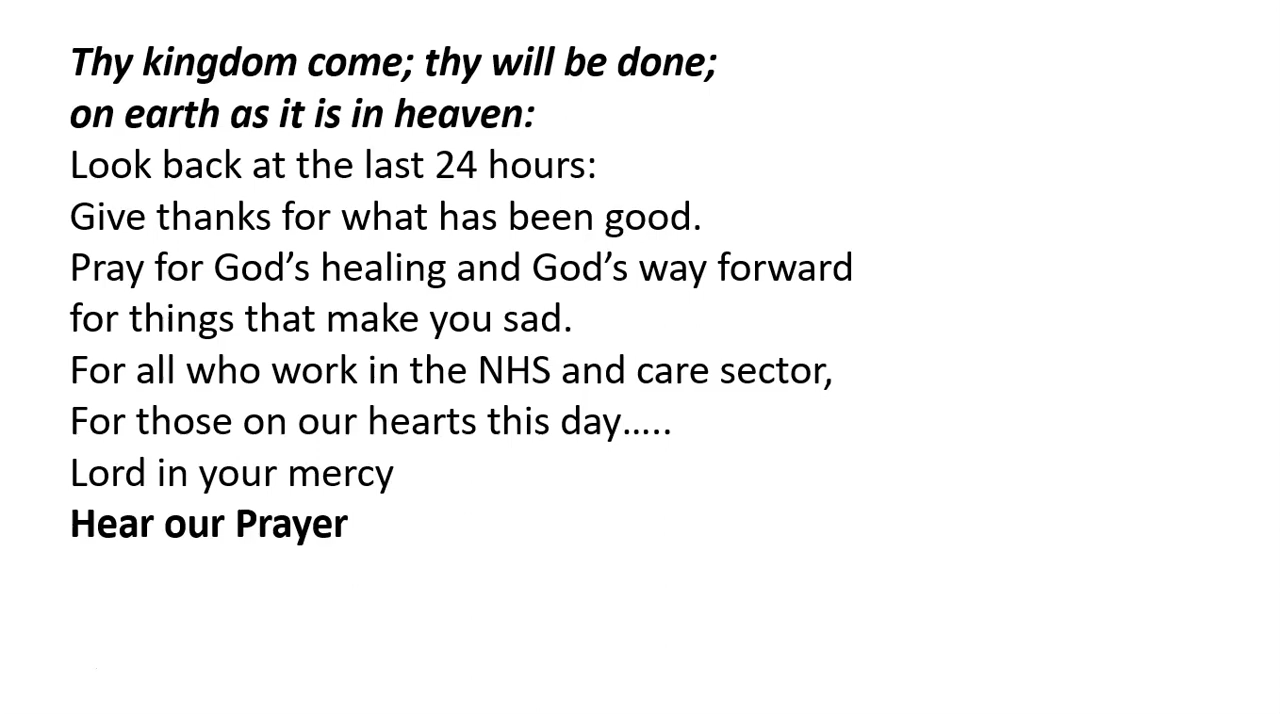 Thy kingdom come; thy will be done;
on earth as it is in heaven:
Look back at the last 24 hours:
Give thanks for what has been good.
Pray for God’s healing and God’s way forward
for things that make you sad.
For all who work in the NHS and care sector,
For those on our hearts this day…..
Lord in your mercy
Hear our Prayer